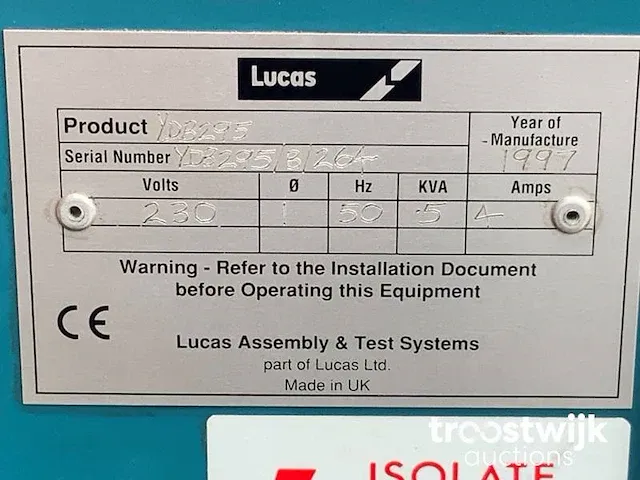 Lucas
Product YDB295
Year of Manufacture 1997
Serial Number YDB295/B/264
Volts Ø Hz KVA Amps
230 1 50 .5 4
Warning - Refer to the Installation Document
before Operating this Equipment
CE
Lucas Assembly & Test Systems
part of Lucas Ltd.
Made in UK
troostwijk
auctions
ISOLATE